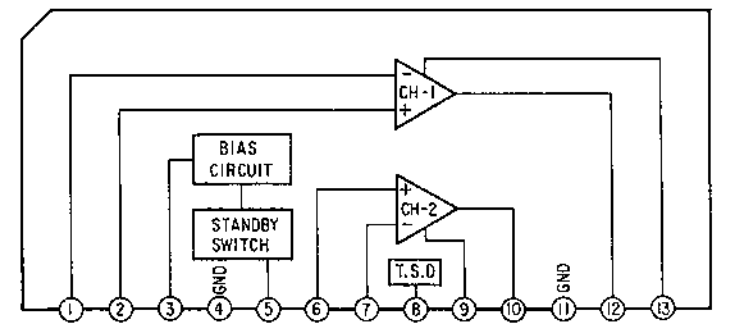 CH-1
BIAS
CIRCUIT
CH-2
STANDBY
SWITCH
T.S.D
GND
GND
1 2 3 4 5 6 7 8 9 10 11 12 13